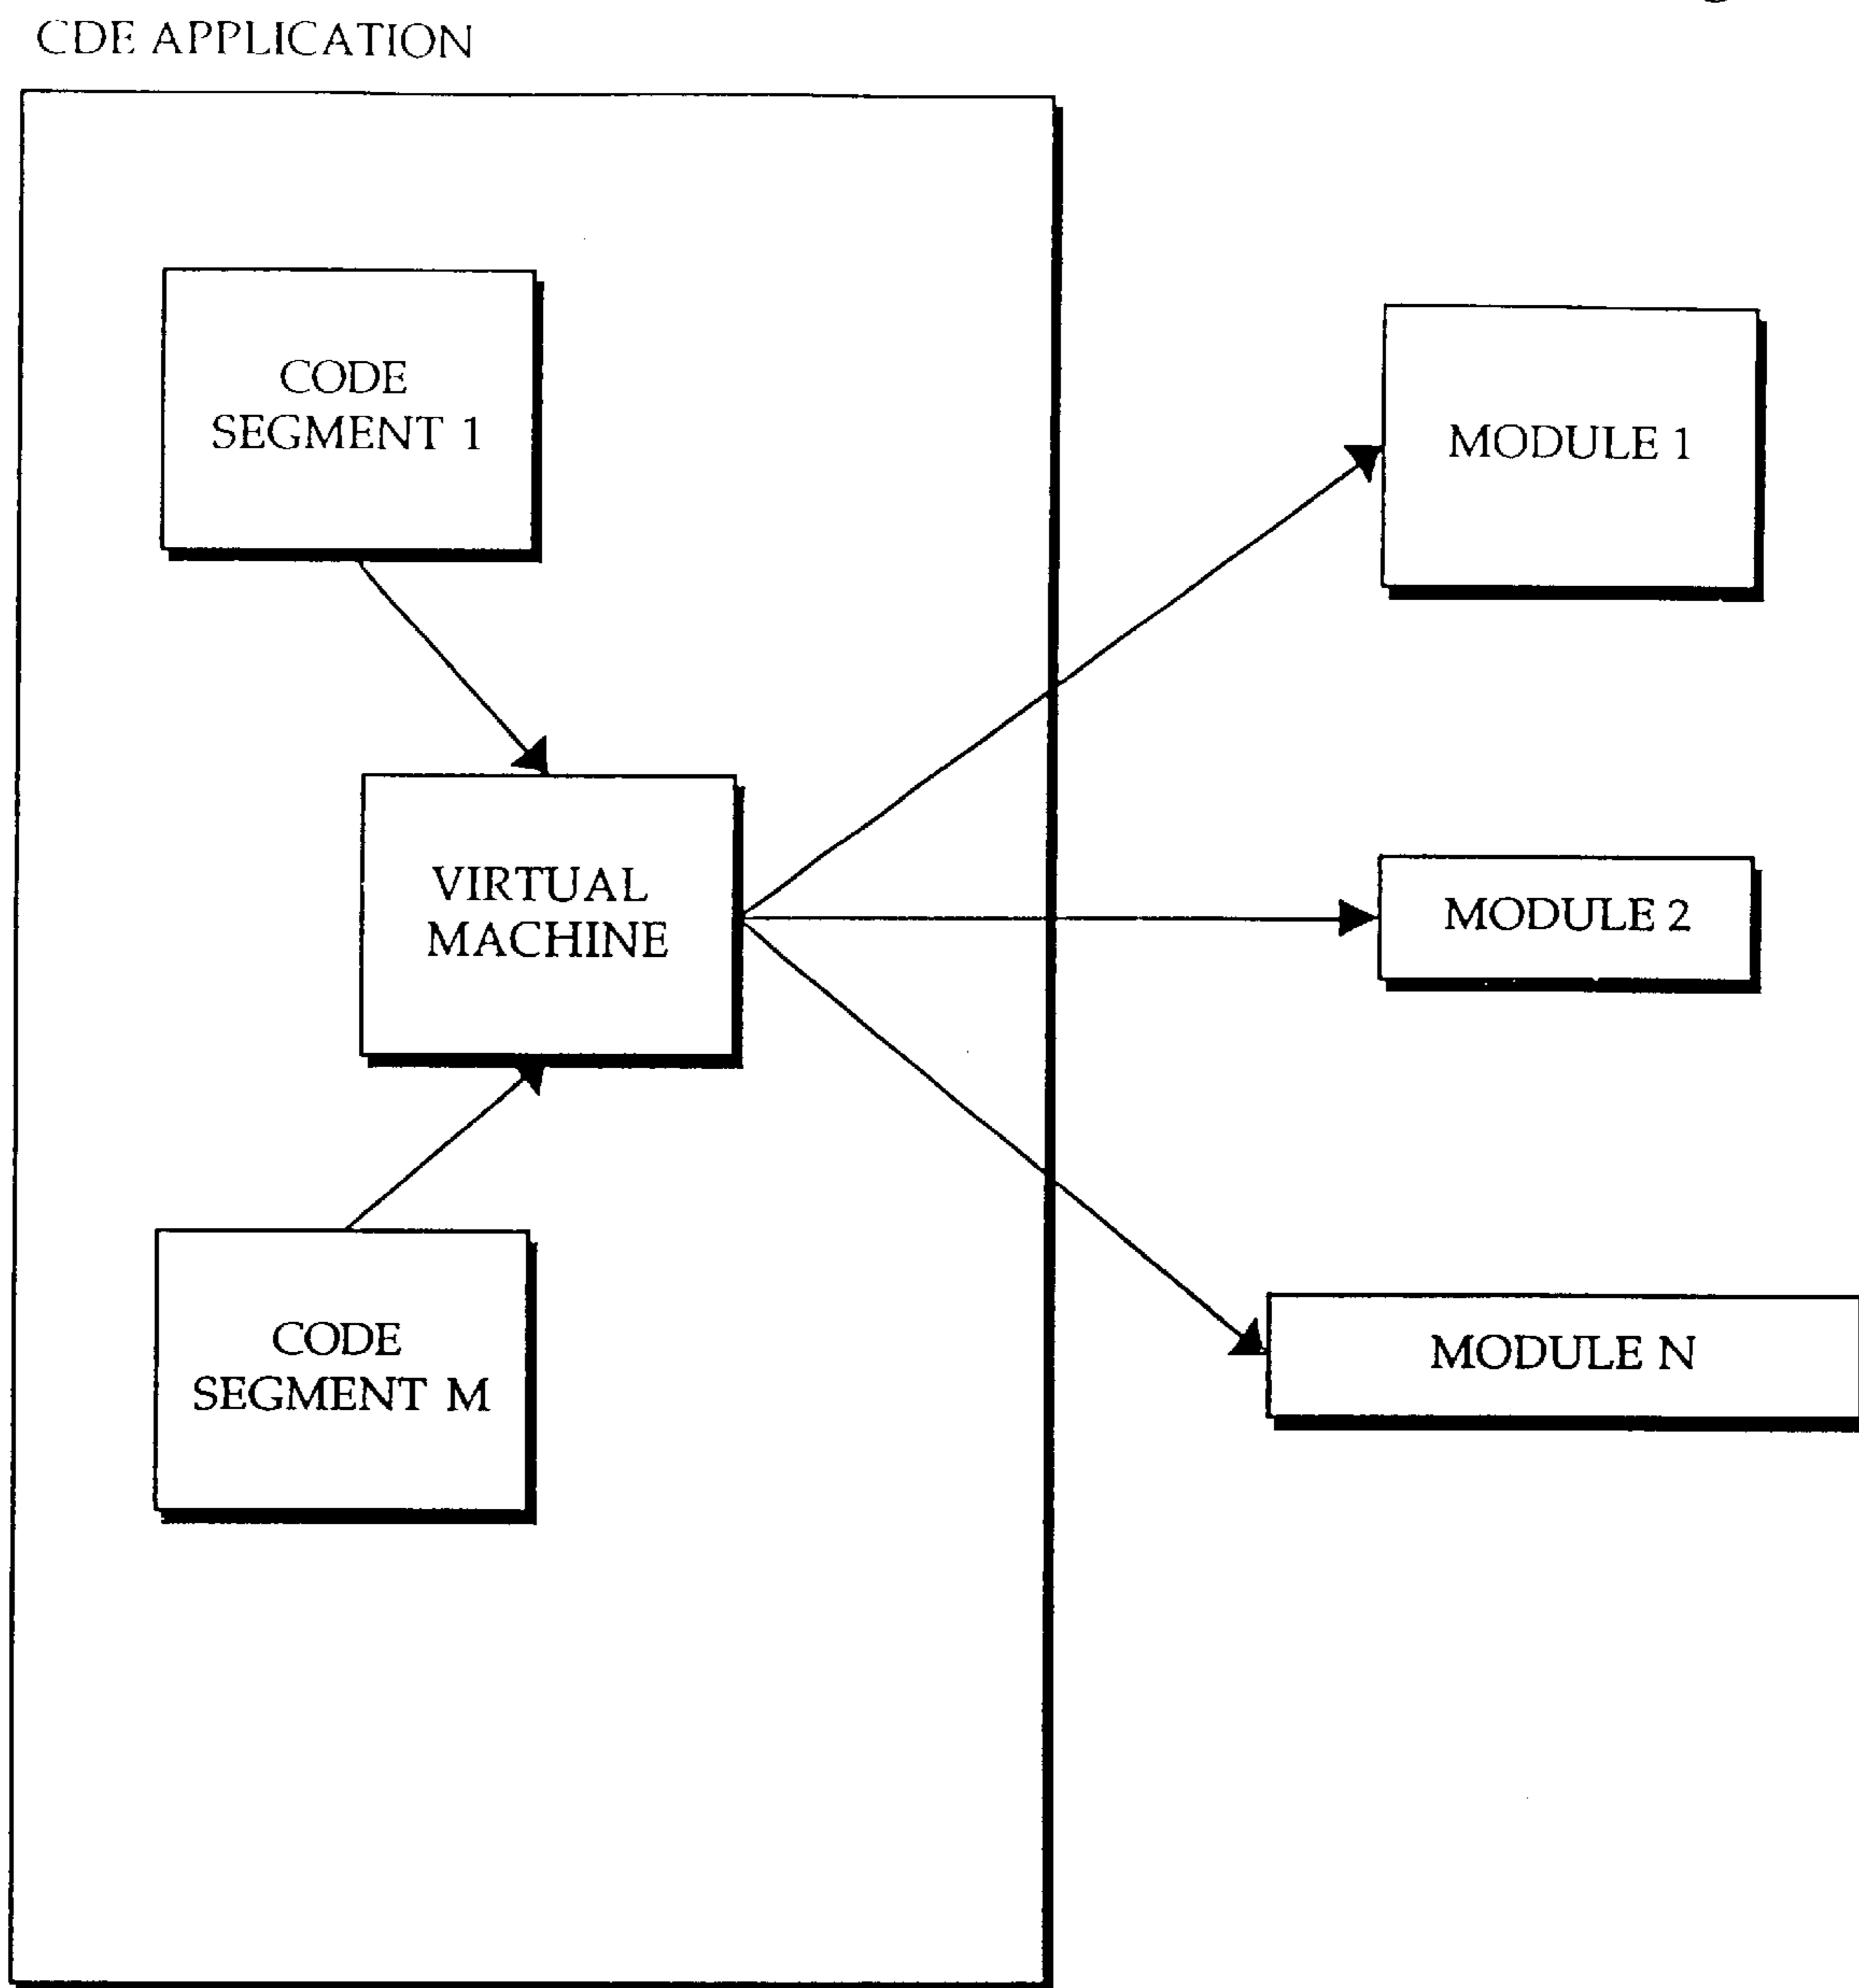 CDE APPLICATION
CODE
SEGMENT 1
MODULE 1
VIRTUAL
MACHINE
MODULE 2
CODE
SEGMENT M
MODULE N